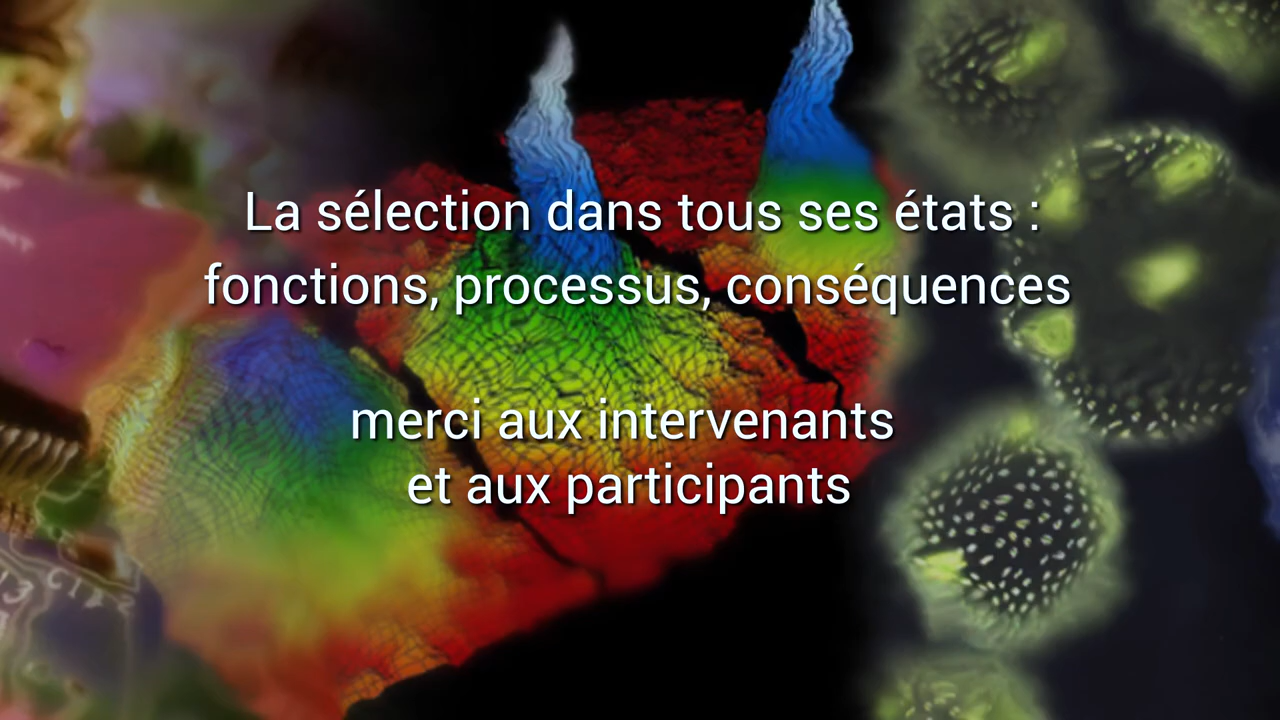 La sélection dans tous ses états :
fonctions, processus, conséquences
merci aux intervenants
et aux participants